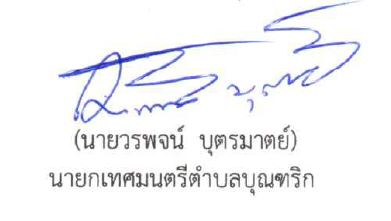 (นายวรพจน์ บุตรมาตย์)
นายกเทศมนตรีตำบลบุณฑริก